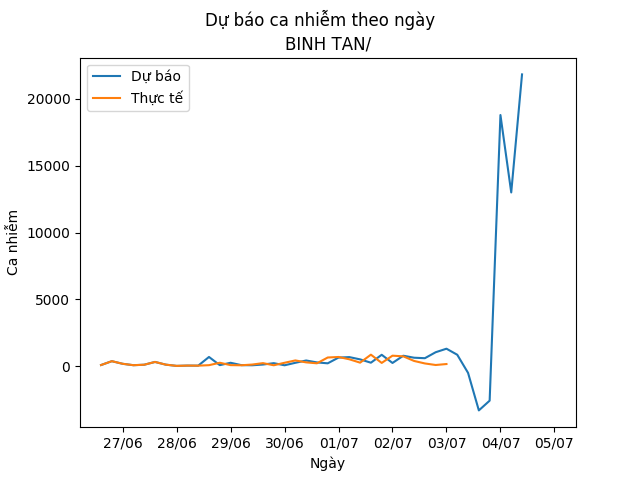 Dự báo ca nhiễm theo ngày
BINH TAN/
Dự báo
Thực tế
20000
15000
10000
5000
0
Ca nhiễm
27/06 28/06 29/06 30/06 01/07 02/07 03/07 04/07 05/07
Ngày